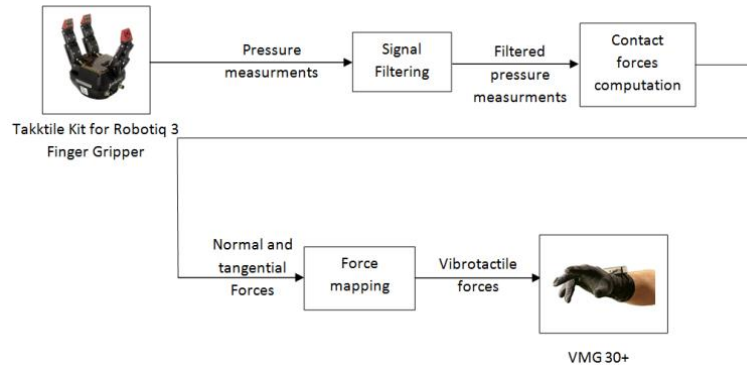 Pressure
measurments
Signal
Filtering
Filtered
pressure
measurments
Contact
forces
computation
Takktile Kit for Robotiq 3
Finger Gripper
Normal and
tangential
Forces
Force
mapping
Vibrotactile
forces
VMG 30+